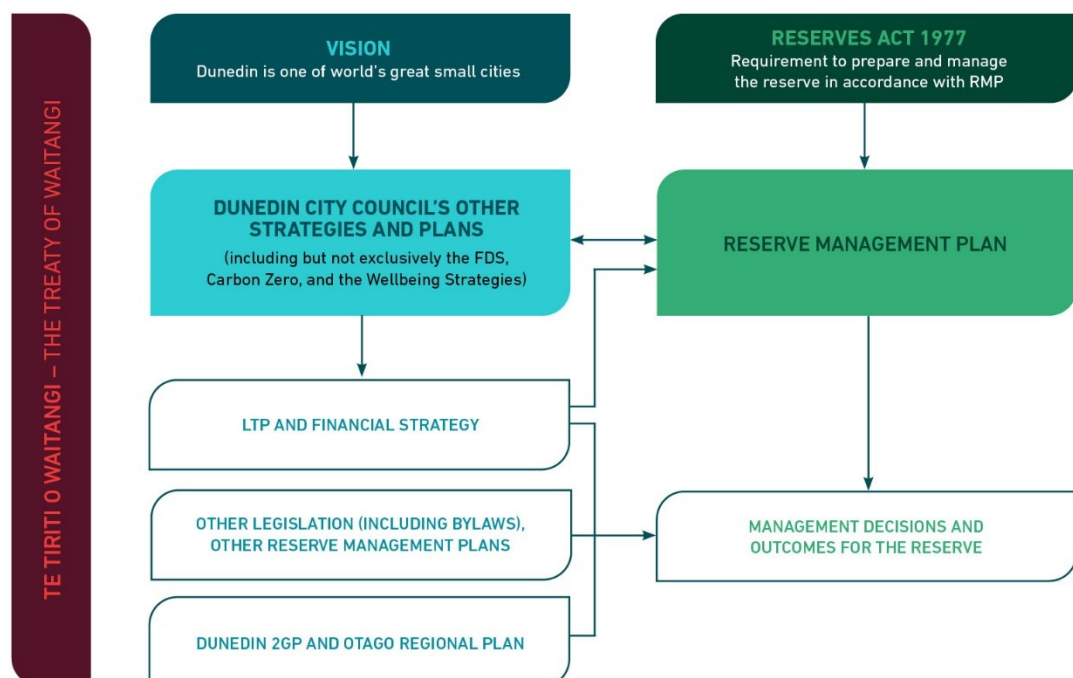 TE TIRITI O WAITANGI – THE TREATY OF WAITANGI
VISION
Dunedin is one of world's great small cities
RESERVES ACT 1977
Requirement to prepare and manage
the reserve in accordance with RMP
DUNEDIN CITY COUNCIL'S OTHER
STRATEGIES AND PLANS
(including but not exclusively the FDS,
Carbon Zero, and the Wellbeing Strategies)
RESERVE MANAGEMENT PLAN
LTP AND FINANCIAL STRATEGY
OTHER LEGISLATION (INCLUDING BYLAWS),
OTHER RESERVE MANAGEMENT PLANS
MANAGEMENT DECISIONS AND
OUTCOMES FOR THE RESERVE
DUNEDIN 2GP AND OTAGO REGIONAL PLAN